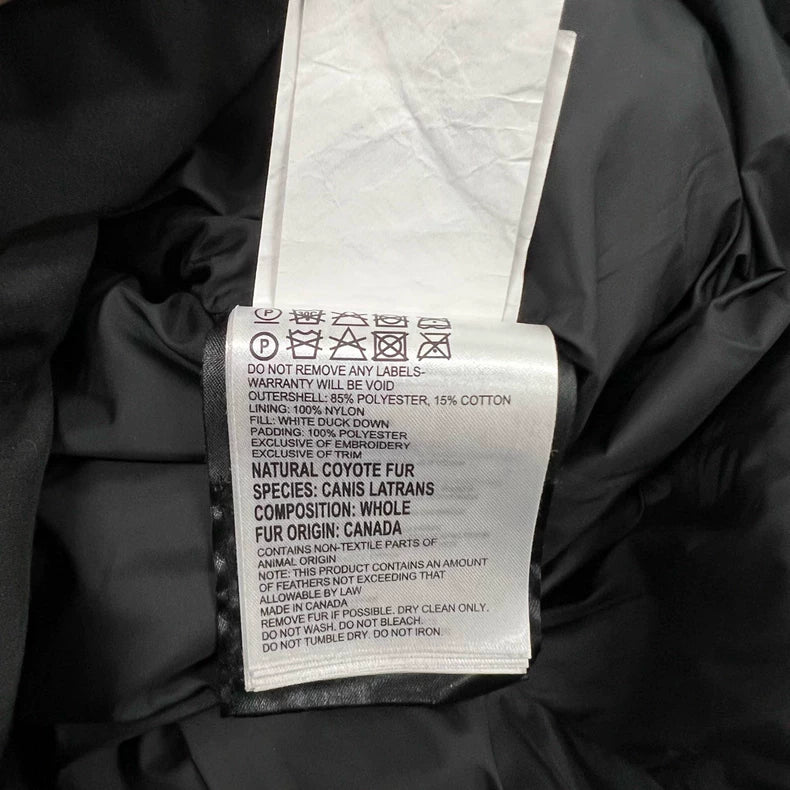 P
P
DO NOT REMOVE ANY LABELS-
WARRANTY WILL BE VOID
OUTERSHELL: 85% POLYESTER, 15% COTTON
LINING: 100% NYLON
FILL: WHITE DUCK DOWN
PADDING: 100% POLYESTER
EXCLUSIVE OF EMBROIDERY
EXCLUSIVE OF TRIM
NATURAL COYOTE FUR
SPECIES: CANIS LATRANS
COMPOSITION: WHOLE
FUR ORIGIN: CANADA
CONTAINS NON-TEXTILE PARTS OF
ANIMAL ORIGIN
NOTE: THIS PRODUCT CONTAINS AN AMOUNT
OF FEATHERS NOT EXCEEDING THAT
ALLOWABLE BY LAW
MADE IN CANADA
REMOVE FUR IF POSSIBLE. DRY CLEAN ONLY.
DO NOT WASH. DO NOT BLEACH.
DO NOT TUMBLE DRY. DO NOT IRON.